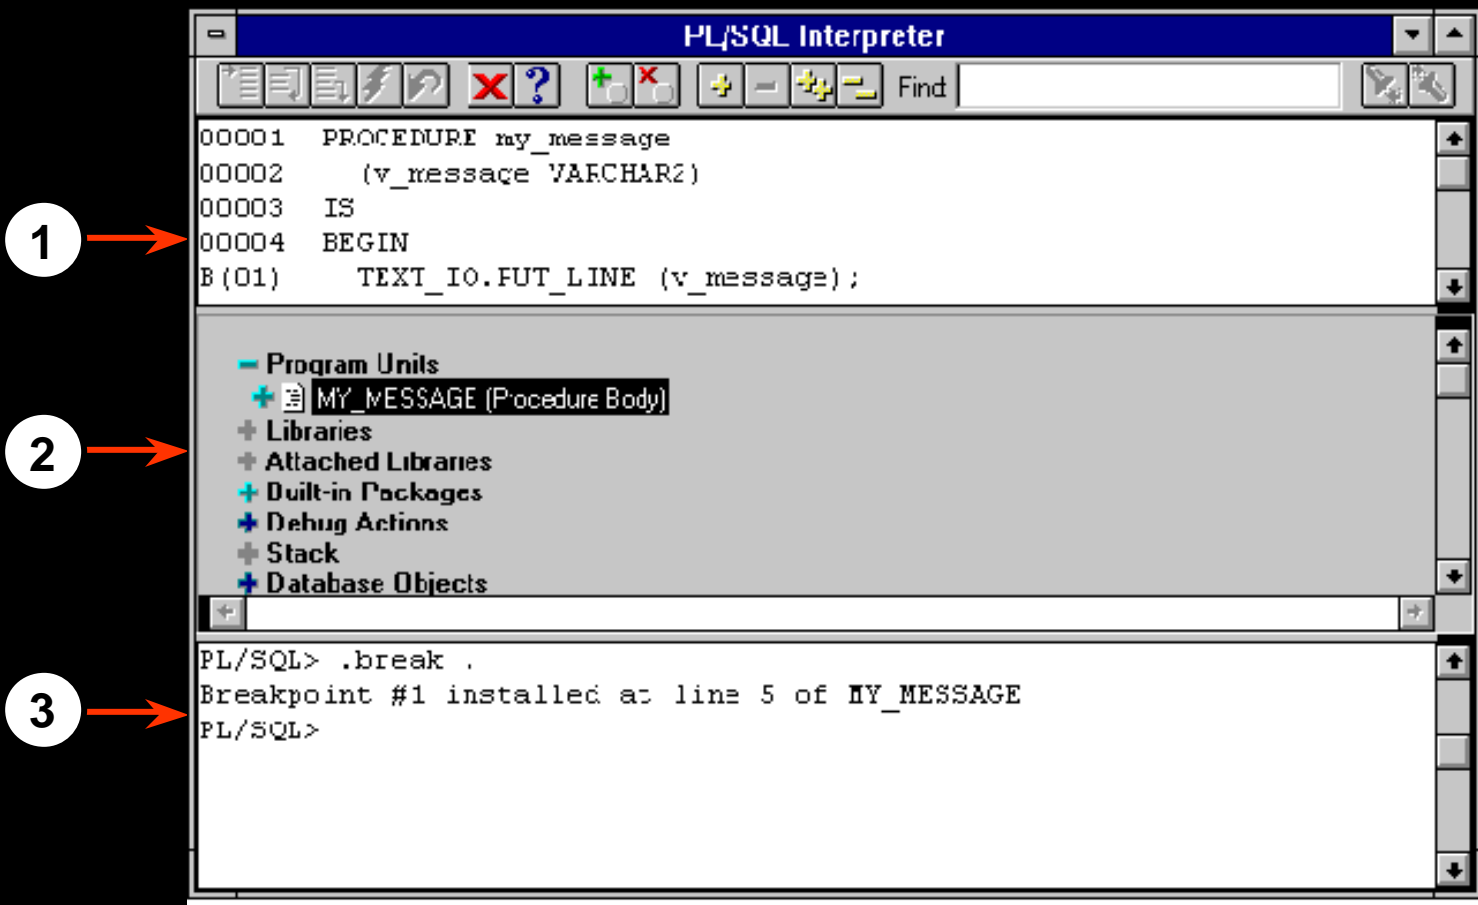 PL/SQL Interpreter
Find
00001 PROCEDURE my_message
00002 (v_message VARCHAR2)
00003 IS
1
00004 BEGIN
B(01) TEXT_IO.PUT_LINE (v_message);
Program Units
MY_MESSAGE (Procedure Body)
Libraries
2
Attached Libraries
Built-in Packages
Debug Actions
Stack
Database Objects
PL/SQL> .break .
Breakpoint #1 installed at line 5 of MY_MESSAGE
3
PL/SQL>